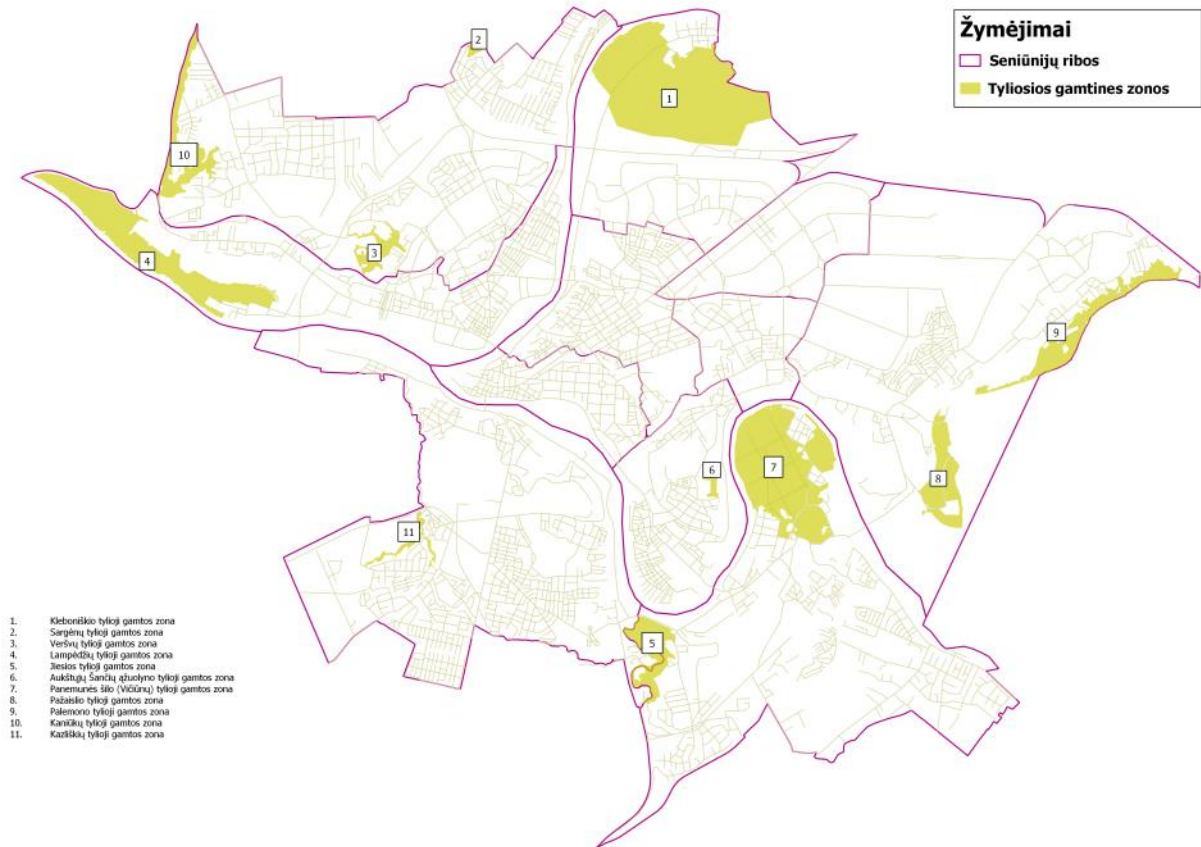 Žymėjimai
Seniūnijų ribos
Tyliosios gamtines zonos
2
1
10
3
4
9
6
7
8
11
5
1. Kleboniškio tylioji gamtos zona
2. Sargėnų tylioji gamtos zona
3. Veršvų tylioji gamtos zona
4. Lampėdžių tylioji gamtos zona
5. Jiesios tylioji gamtos zona
6. Aukštųjų Šančių ąžuolyno tylioji gamtos zona
7. Panemunės šilo (Vičiūnų) tylioji gamtos zona
8. Pažaislio tylioji gamtos zona
9. Palemono tylioji gamtos zona
10. Kaniūkų tylioji gamtos zona
11. Kazliškių tylioji gamtos zona